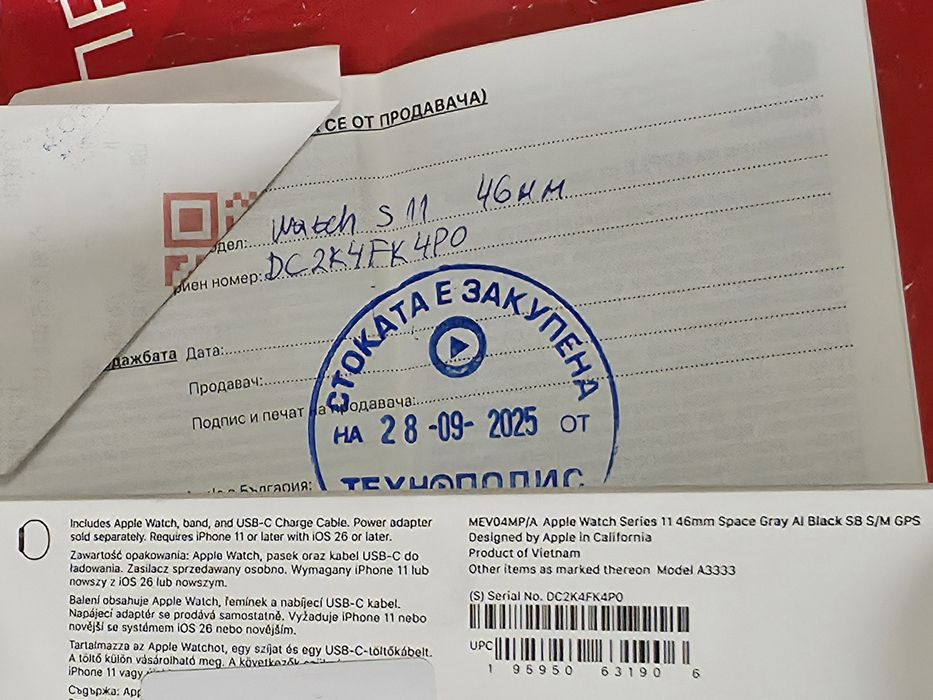 СЕ ОТ ПРОДАВАЧА)
Watch S 11 46мм
риен номер: DC2K4FK4P0
дажбата Дата:
Продавач:
Подпис и печат на продавача:
България:
СТОКАТА Е ЗАКУПЕНА
НА 28-09-2025 ОТ
ТЕХНОПОЛИС
Includes Apple Watch, band, and USB-C Charge Cable. Power adapter
sold separately. Requires iPhone 11 or later with iOS 26 or later.
Zawartość opakowania: Apple Watch, pasek oraz kabel USB-C do
ładowania. Zasilacz sprzedawany osobno. Wymagany iPhone 11 lub
nowszy z iOS 26 lub nowszym.
Balení obsahuje Apple Watch, řemínek a nabíjecí USB-C kabel.
Napájecí adaptér se prodává samostatně. Vyžaduje iPhone 11 nebo
novější se systémem iOS 26 nebo novějším.
Tartalmazza az Apple Watchot, egy szíjat és egy USB-C-töltőkábelt.
A töltő külön vásárolható meg. A következők
iPhone 11 vagy
Съдържа: App
MEV04MP/A Apple Watch Series 11 46mm Space Gray Al Black SB S/M GPS
Designed by Apple in California
Product of Vietnam
Other items as marked thereon Model A3333
(S) Serial No. DC2K4FK4P0
UPC
1 95950 63190 6